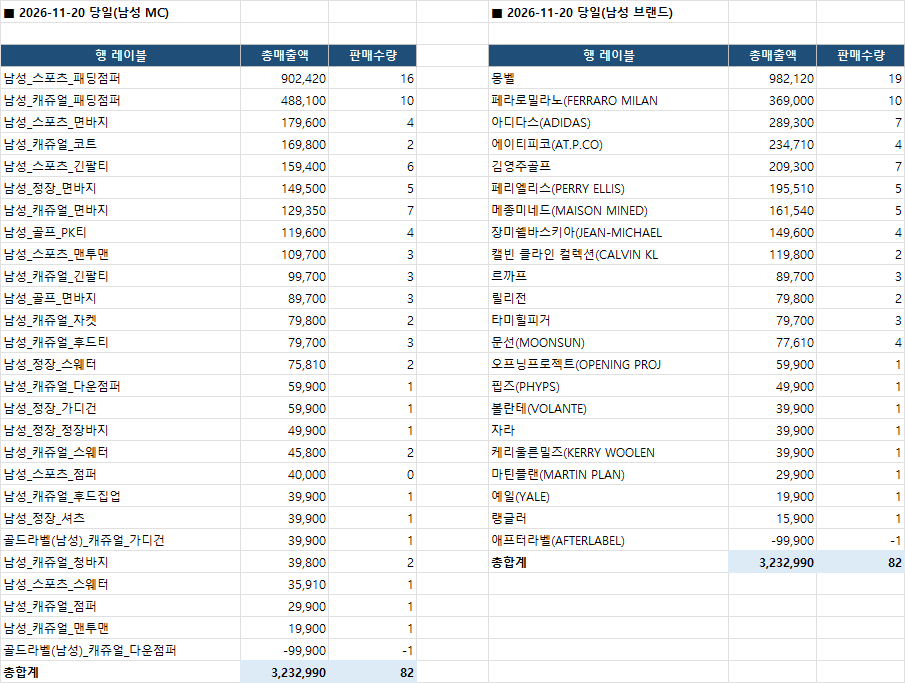 ■ 2026-11-20 당일(남성 MC)
행 레이블 총매출액 판매수량
남성_스포츠_패딩점퍼 902,420 16
남성_캐쥬얼_패딩점퍼 488,100 10
남성_스포츠_면바지 179,600 4
남성_캐쥬얼_코트 169,800 2
남성_스포츠_긴팔티 159,400 6
남성_정장_면바지 149,500 5
남성_캐쥬얼_면바지 129,350 7
남성_골프_PK티 119,600 4
남성_스포츠_맨투맨 109,700 3
남성_캐쥬얼_긴팔티 99,700 3
남성_골프_면바지 89,700 3
남성_캐쥬얼_자켓 79,800 2
남성_캐쥬얼_후드티 79,700 3
남성_정장_스웨터 75,810 2
남성_캐쥬얼_다운점퍼 59,900 1
남성_정장_가디건 59,900 1
남성_정장_정장바지 49,900 1
남성_캐쥬얼_스웨터 45,800 2
남성_스포츠_점퍼 40,000 0
남성_캐쥬얼_후드집업 39,900 1
남성_정장_셔츠 39,900 1
골드라벨(남성)_캐쥬얼_가디건 39,900 1
남성_캐쥬얼_청바지 39,800 2
남성_스포츠_스웨터 35,910 1
남성_캐쥬얼_점퍼 29,900 1
남성_캐쥬얼_맨투맨 19,900 1
골드라벨(남성)_캐쥬얼_다운점퍼 -99,900 -1
총합계 3,232,990 82
■ 2026-11-20 당일(남성 브랜드)
행 레이블 총매출액 판매수량
몽벨 982,120 19
페라로밀라노(FERRARO MILAN 369,000 10
아디다스(ADIDAS) 289,300 7
에이티피코(AT.P.CO) 234,710 4
김영주골프 209,300 7
페리엘리스(PERRY ELLIS) 195,510 5
메종미네드(MAISON MINED) 161,540 5
장미쉘바스키아(JEAN-MICHAEL 149,600 4
캘빈 클라인 컬렉션(CALVIN KL 119,800 2
르까프 89,700 3
릴리전 79,800 2
타미힐피거 79,700 3
문선(MOONSUN) 77,610 4
오프닝프로젝트(OPENING PROJ 59,900 1
핍즈(PHYPS) 49,900 1
볼란테(VOLANTE) 39,900 1
자라 39,900 1
케리울른밀즈(KERRY WOOLEN 39,900 1
마틴플랜(MARTIN PLAN) 29,900 1
예일(YALE) 19,900 1
랭글러 15,900 1
애프터라벨(AFTERLABEL) -99,900 -1
총합계 3,232,990 82